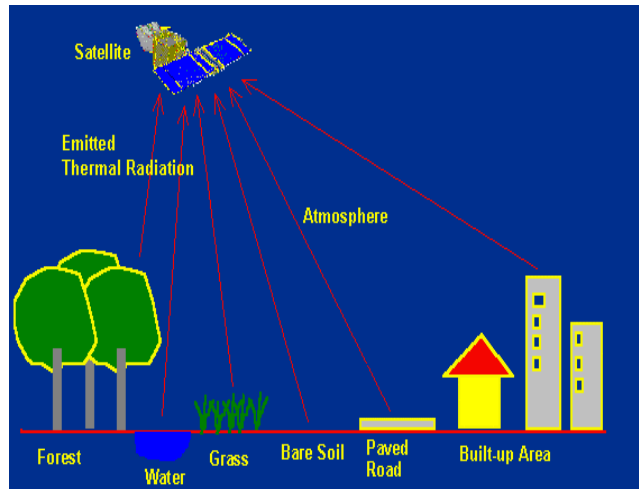 Satellite
Emitted
Thermal Radiation
Atmosphere
Forest
Water
Grass
Bare Soil
Paved
Road
Built-up Area